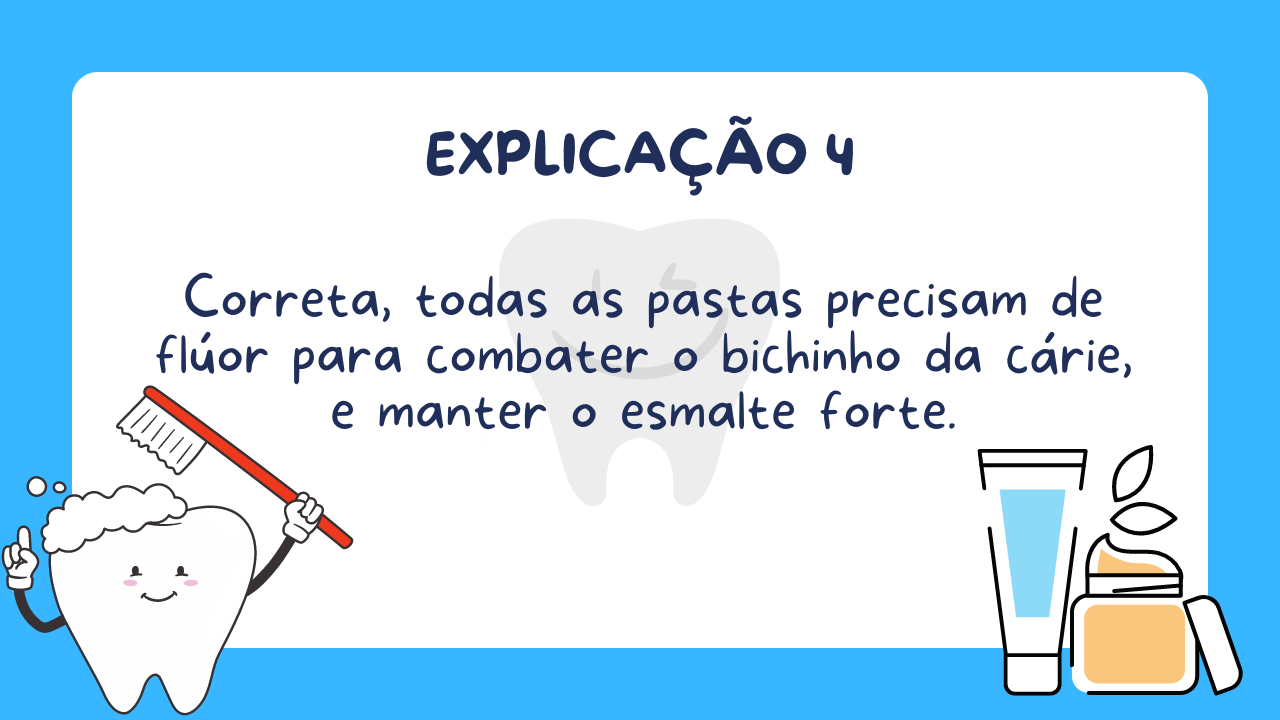 EXPLICAÇÃO 4
Correta, todas as pastas precisam de
flúor para combater o bichinho da cárie,
e manter o esmalte forte.